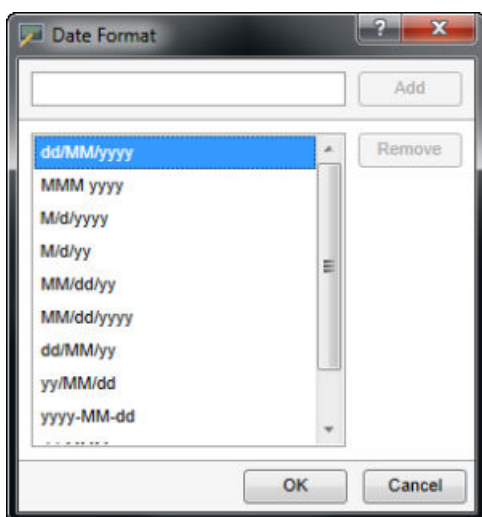 Date Format
?
X
Add
dd/MM/yyyy
Remove
MMM yyyy
M/d/yyyy
M/d/yy
MM/dd/yy
MM/dd/yyyy
dd/MM/yy
yy/MM/dd
yyyy-MM-dd
OK
Cancel